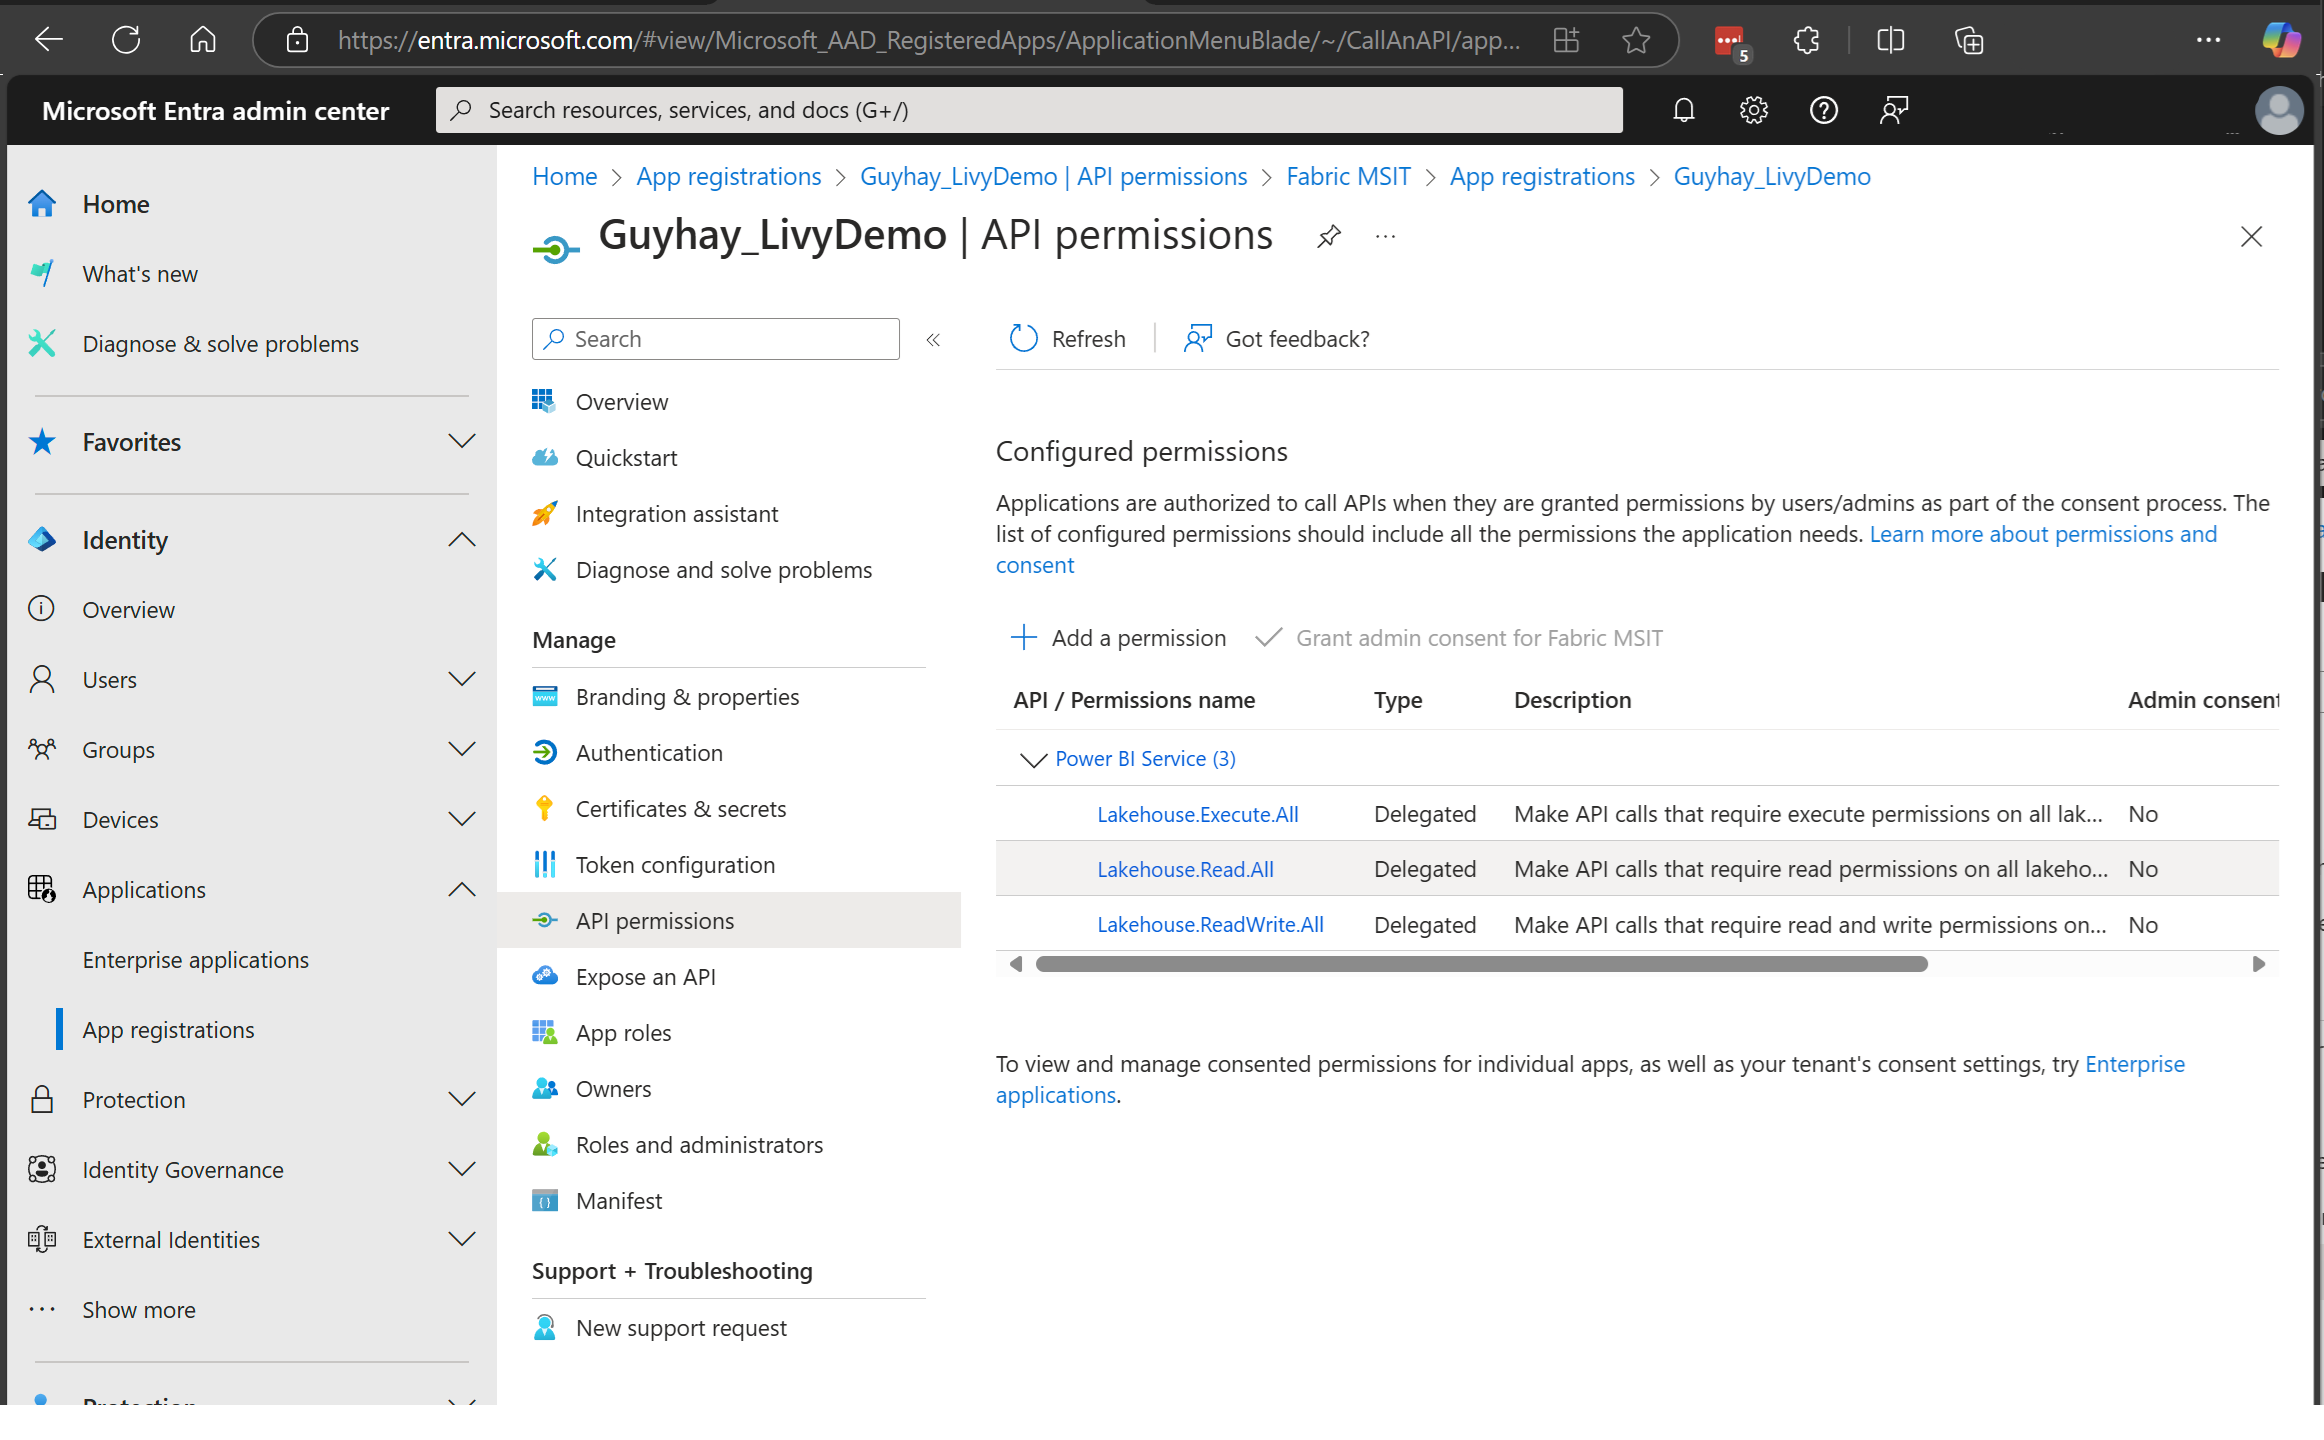 https://entra.microsoft.com/#view/Microsoft_AAD_RegisteredApps/ApplicationMenuBlade/~/CallAnAPI/app...
5
Microsoft Entra admin center
Search resources, services, and docs (G+/)
Home
What's new
Diagnose & solve problems
Favorites
Identity
Overview
Users
Groups
Devices
Applications
Enterprise applications
App registrations
Protection
Identity Governance
External Identities
Show more
Protection
Home > App registrations > Guyhay_LivyDemo | API permissions > Fabric MSIT > App registrations > Guyhay_LivyDemo
Guyhay_LivyDemo | API permissions
Search
Overview
Quickstart
Integration assistant
Diagnose and solve problems
Manage
Branding & properties
Authentication
Certificates & secrets
Token configuration
API permissions
Expose an API
App roles
Owners
Roles and administrators
Manifest
Support + Troubleshooting
New support request
Refresh
Got feedback?
Configured permissions
Applications are authorized to call APIs when they are granted permissions by users/admins as part of the consent process. The
list of configured permissions should include all the permissions the application needs. Learn more about permissions and
consent
Add a permission
Grant admin consent for Fabric MSIT
API / Permissions name Type Description Admin consent
Power BI Service (3)
Lakehouse.Execute.All Delegated Make API calls that require execute permissions on all lak... No
Lakehouse.Read.All Delegated Make API calls that require read permissions on all lakeho... No
Lakehouse.ReadWrite.All Delegated Make API calls that require read and write permissions on... No
To view and manage consented permissions for individual apps, as well as your tenant's consent settings, try Enterprise
applications.